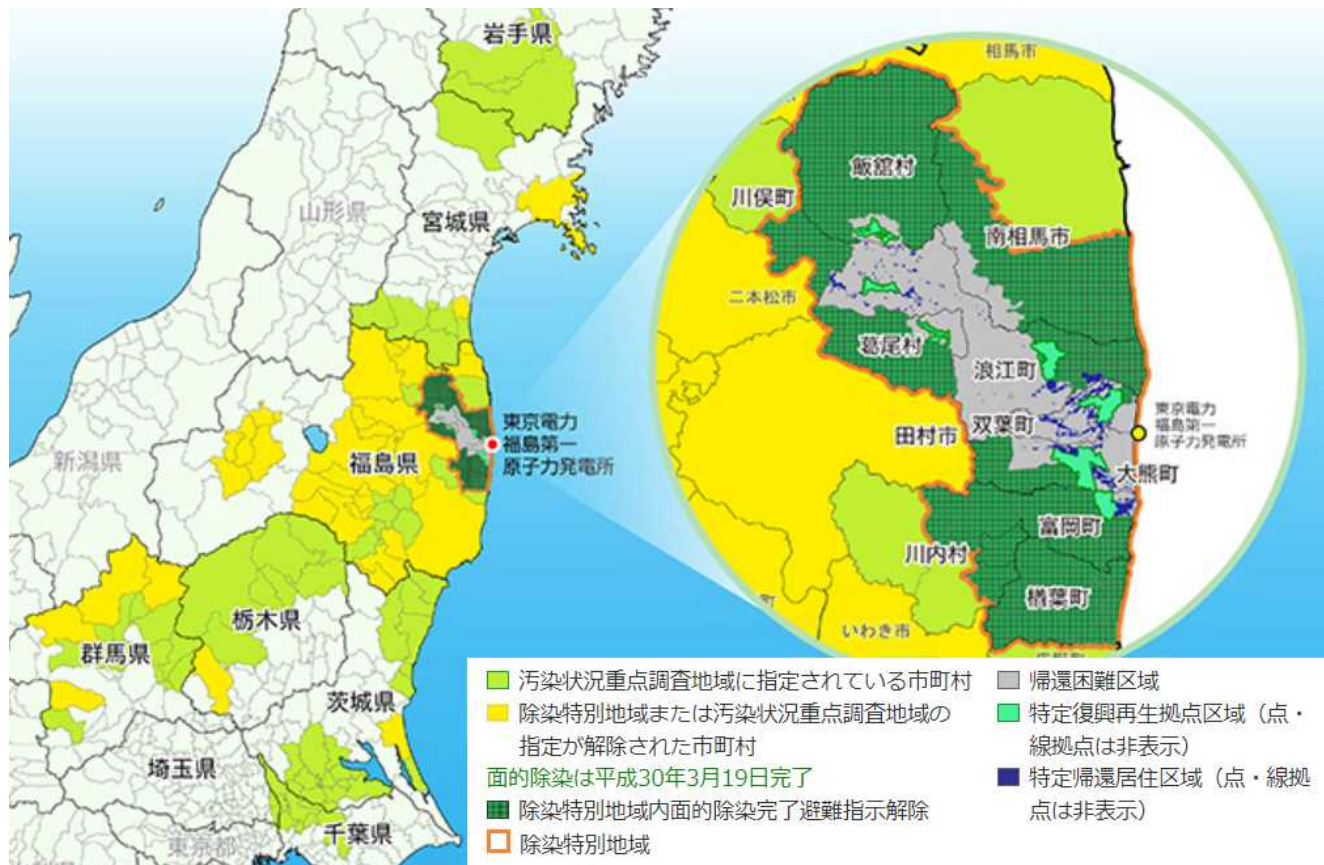 岩手県
山形県
宮城県
新潟県
福島県
東京電力
福島第一
原子力発電所
栃木県
群馬県
茨城県
埼玉県
東京都
千葉県
相馬市
飯舘村
川俣町
南相馬市
二本松市
葛尾村
浪江町
双葉町
田村市
東京電力
福島第一
原子力発電所
大熊町
富岡町
川内村
楢葉町
いわき市
汚染状況重点調査地域に指定されている市町村
除染特別地域または汚染状況重点調査地域の
指定が解除された市町村
面的除染は平成30年3月19日完了
除染特別地域内面的除染完了避難指示解除
除染特別地域
帰還困難区域
特定復興再生拠点区域（点・
線拠点は非表示）
特定帰還居住区域（点・線拠
点は非表示）